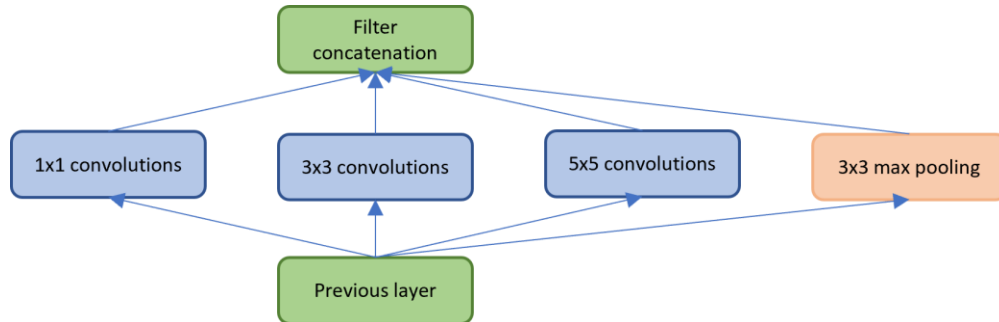 Filter
concatenation
1x1 convolutions
3x3 convolutions
5x5 convolutions
3x3 max pooling
Previous layer